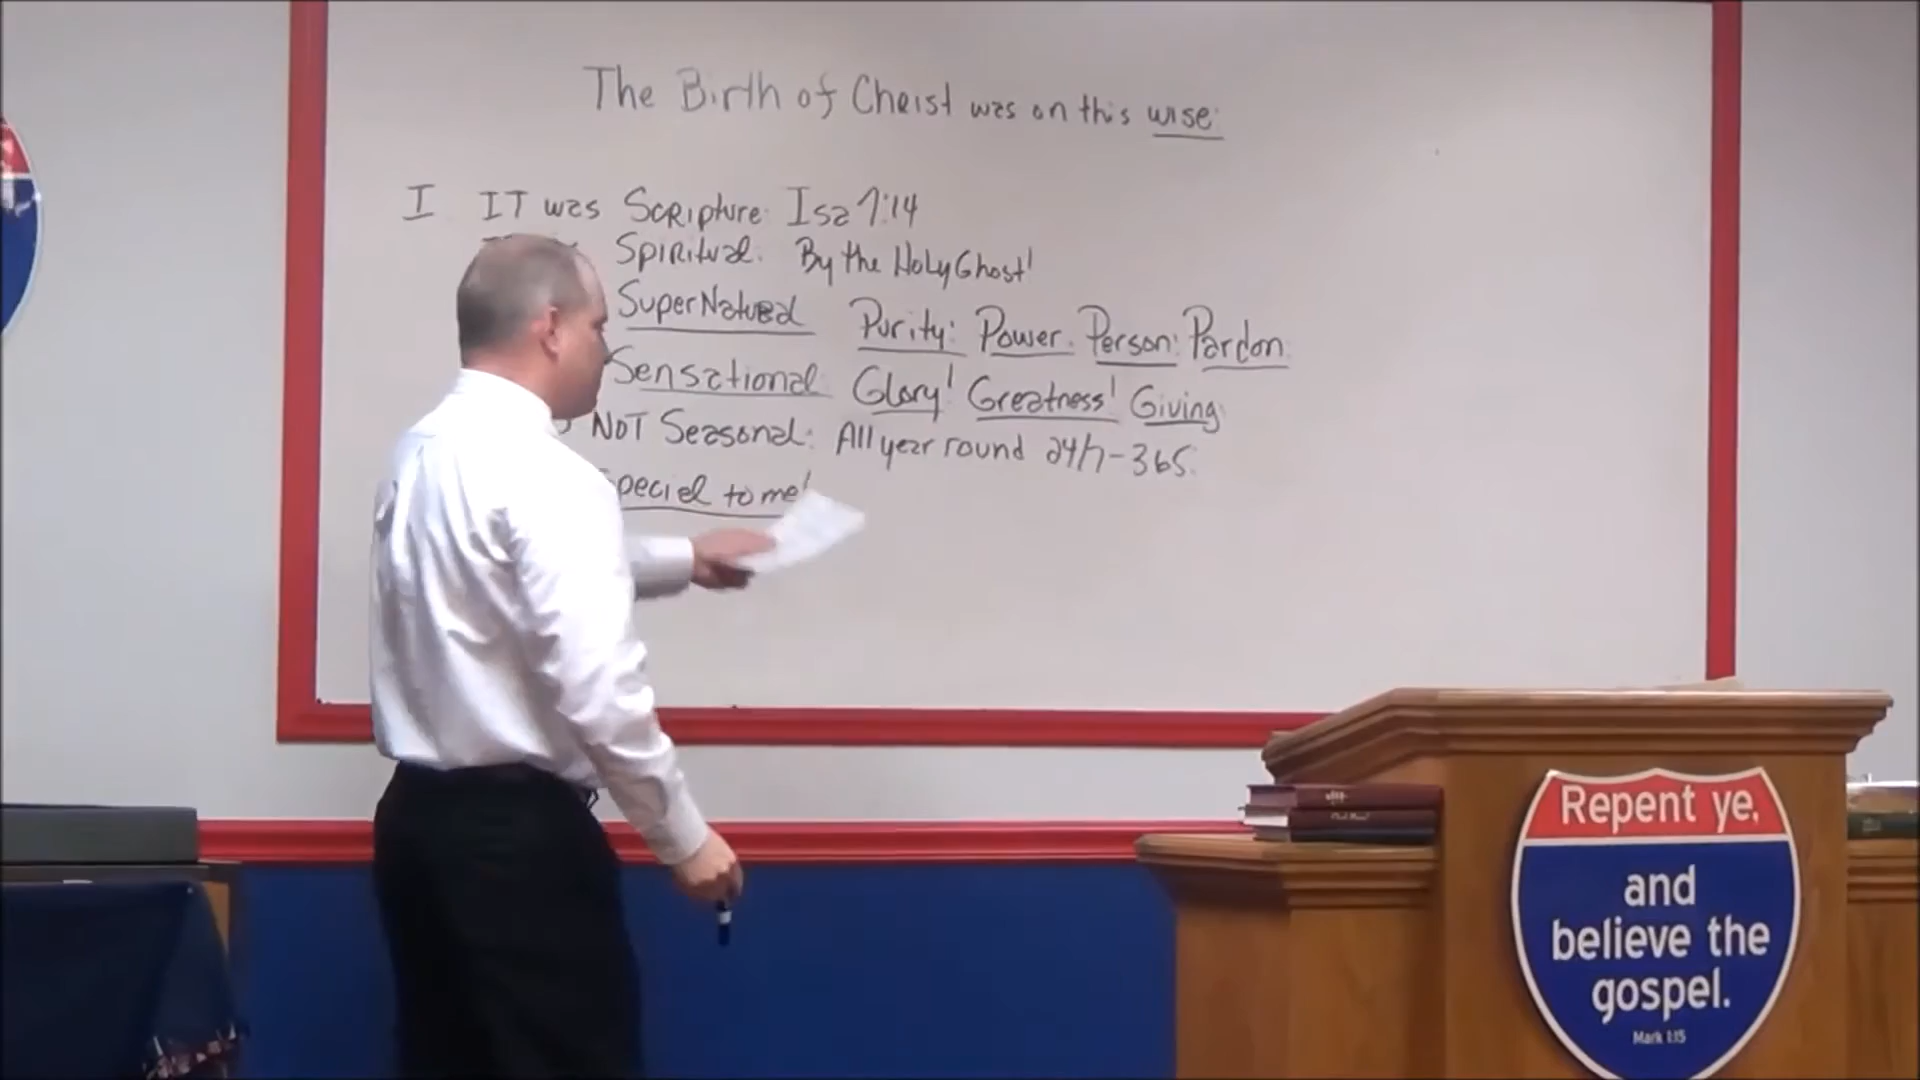 The Birth of Christ was on this wise:
I IT was Scripture: Isa 7:14
Spiritual: By the Holy Ghost!
SuperNatural Purity: Power. Person: Pardon
Sensational: Glory! Greatness! Giving
NOT Seasonal: All year round 24/7-365.
Special to me!
Repent ye,
and
believe the
gospel.
Mark 1:15